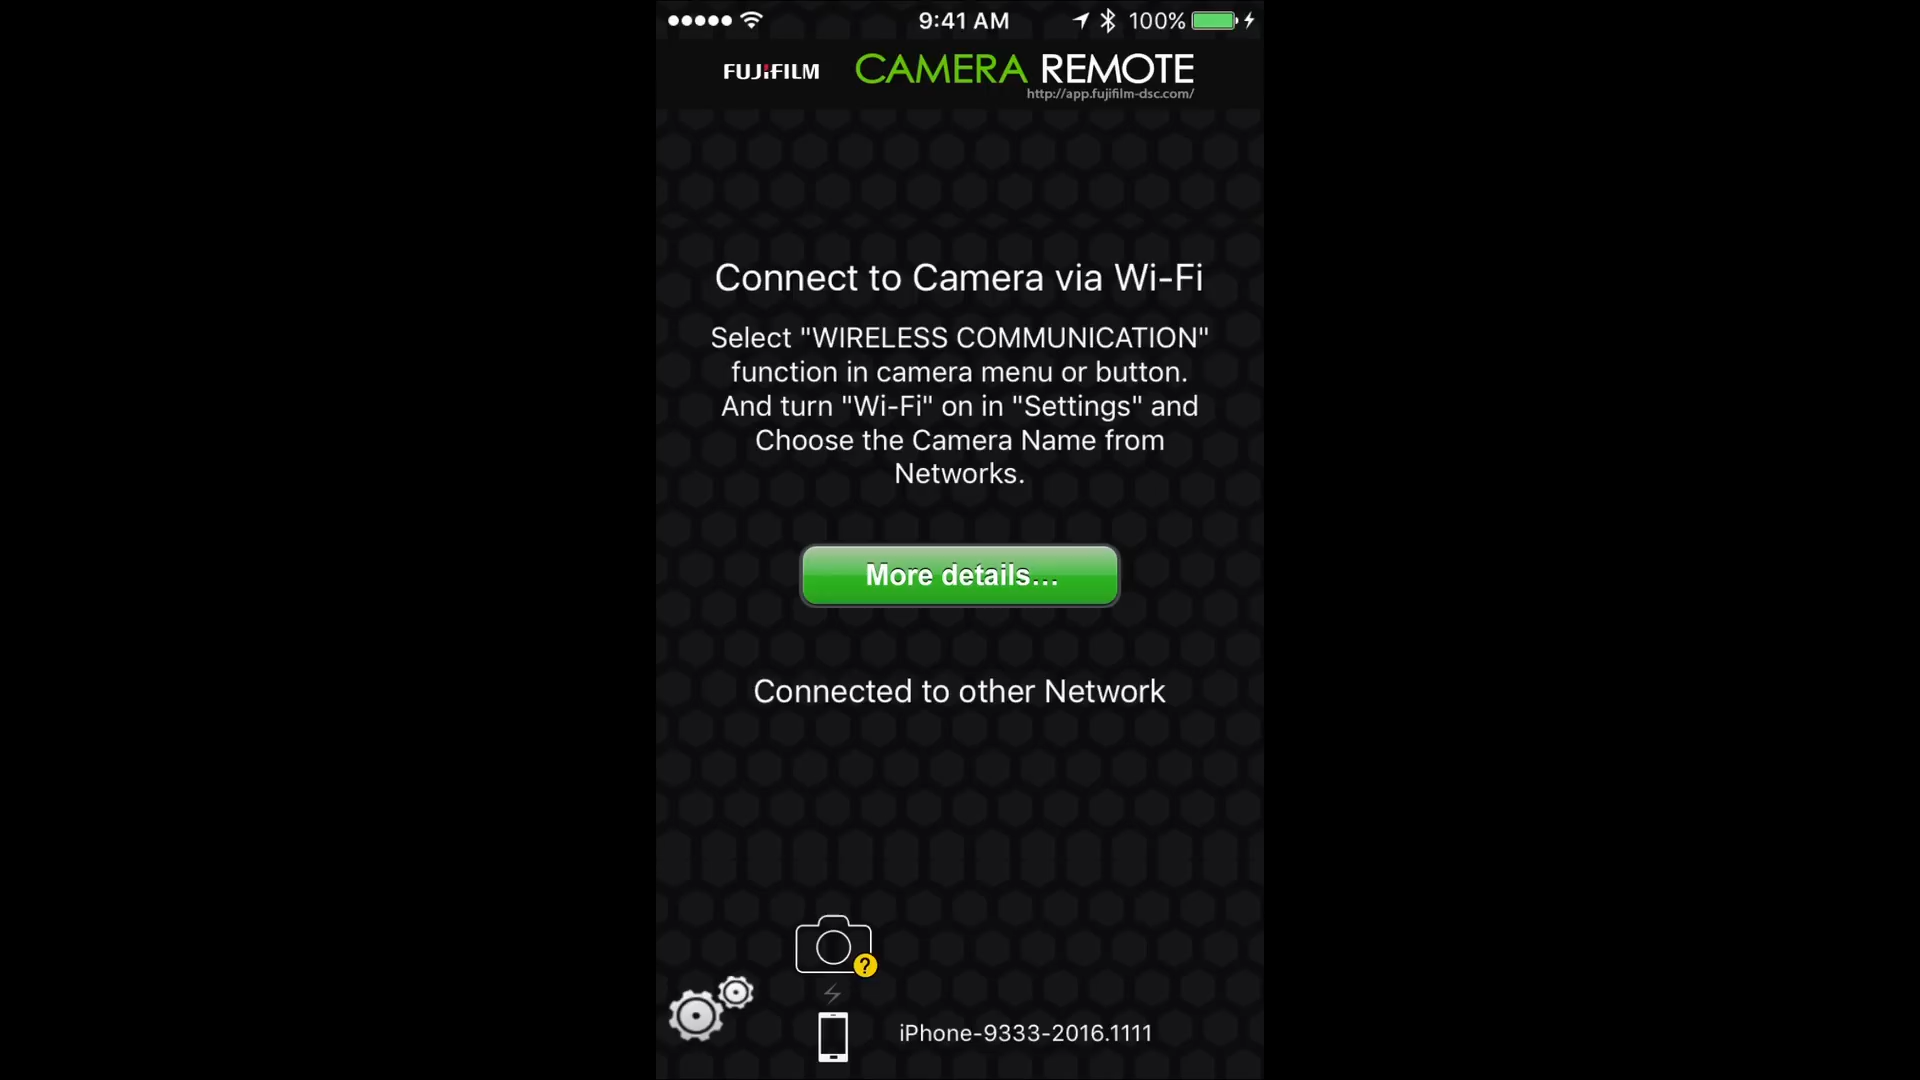 9:41 AM 100%
FUJIFILM CAMERA REMOTE
http://app.fujifilm-dsc.com/
Connect to Camera via Wi-Fi
Select "WIRELESS COMMUNICATION"
function in camera menu or button.
And turn "Wi-Fi" on in "Settings" and
Choose the Camera Name from
Networks.
More details...
Connected to other Network
?
iPhone-9333-2016.1111